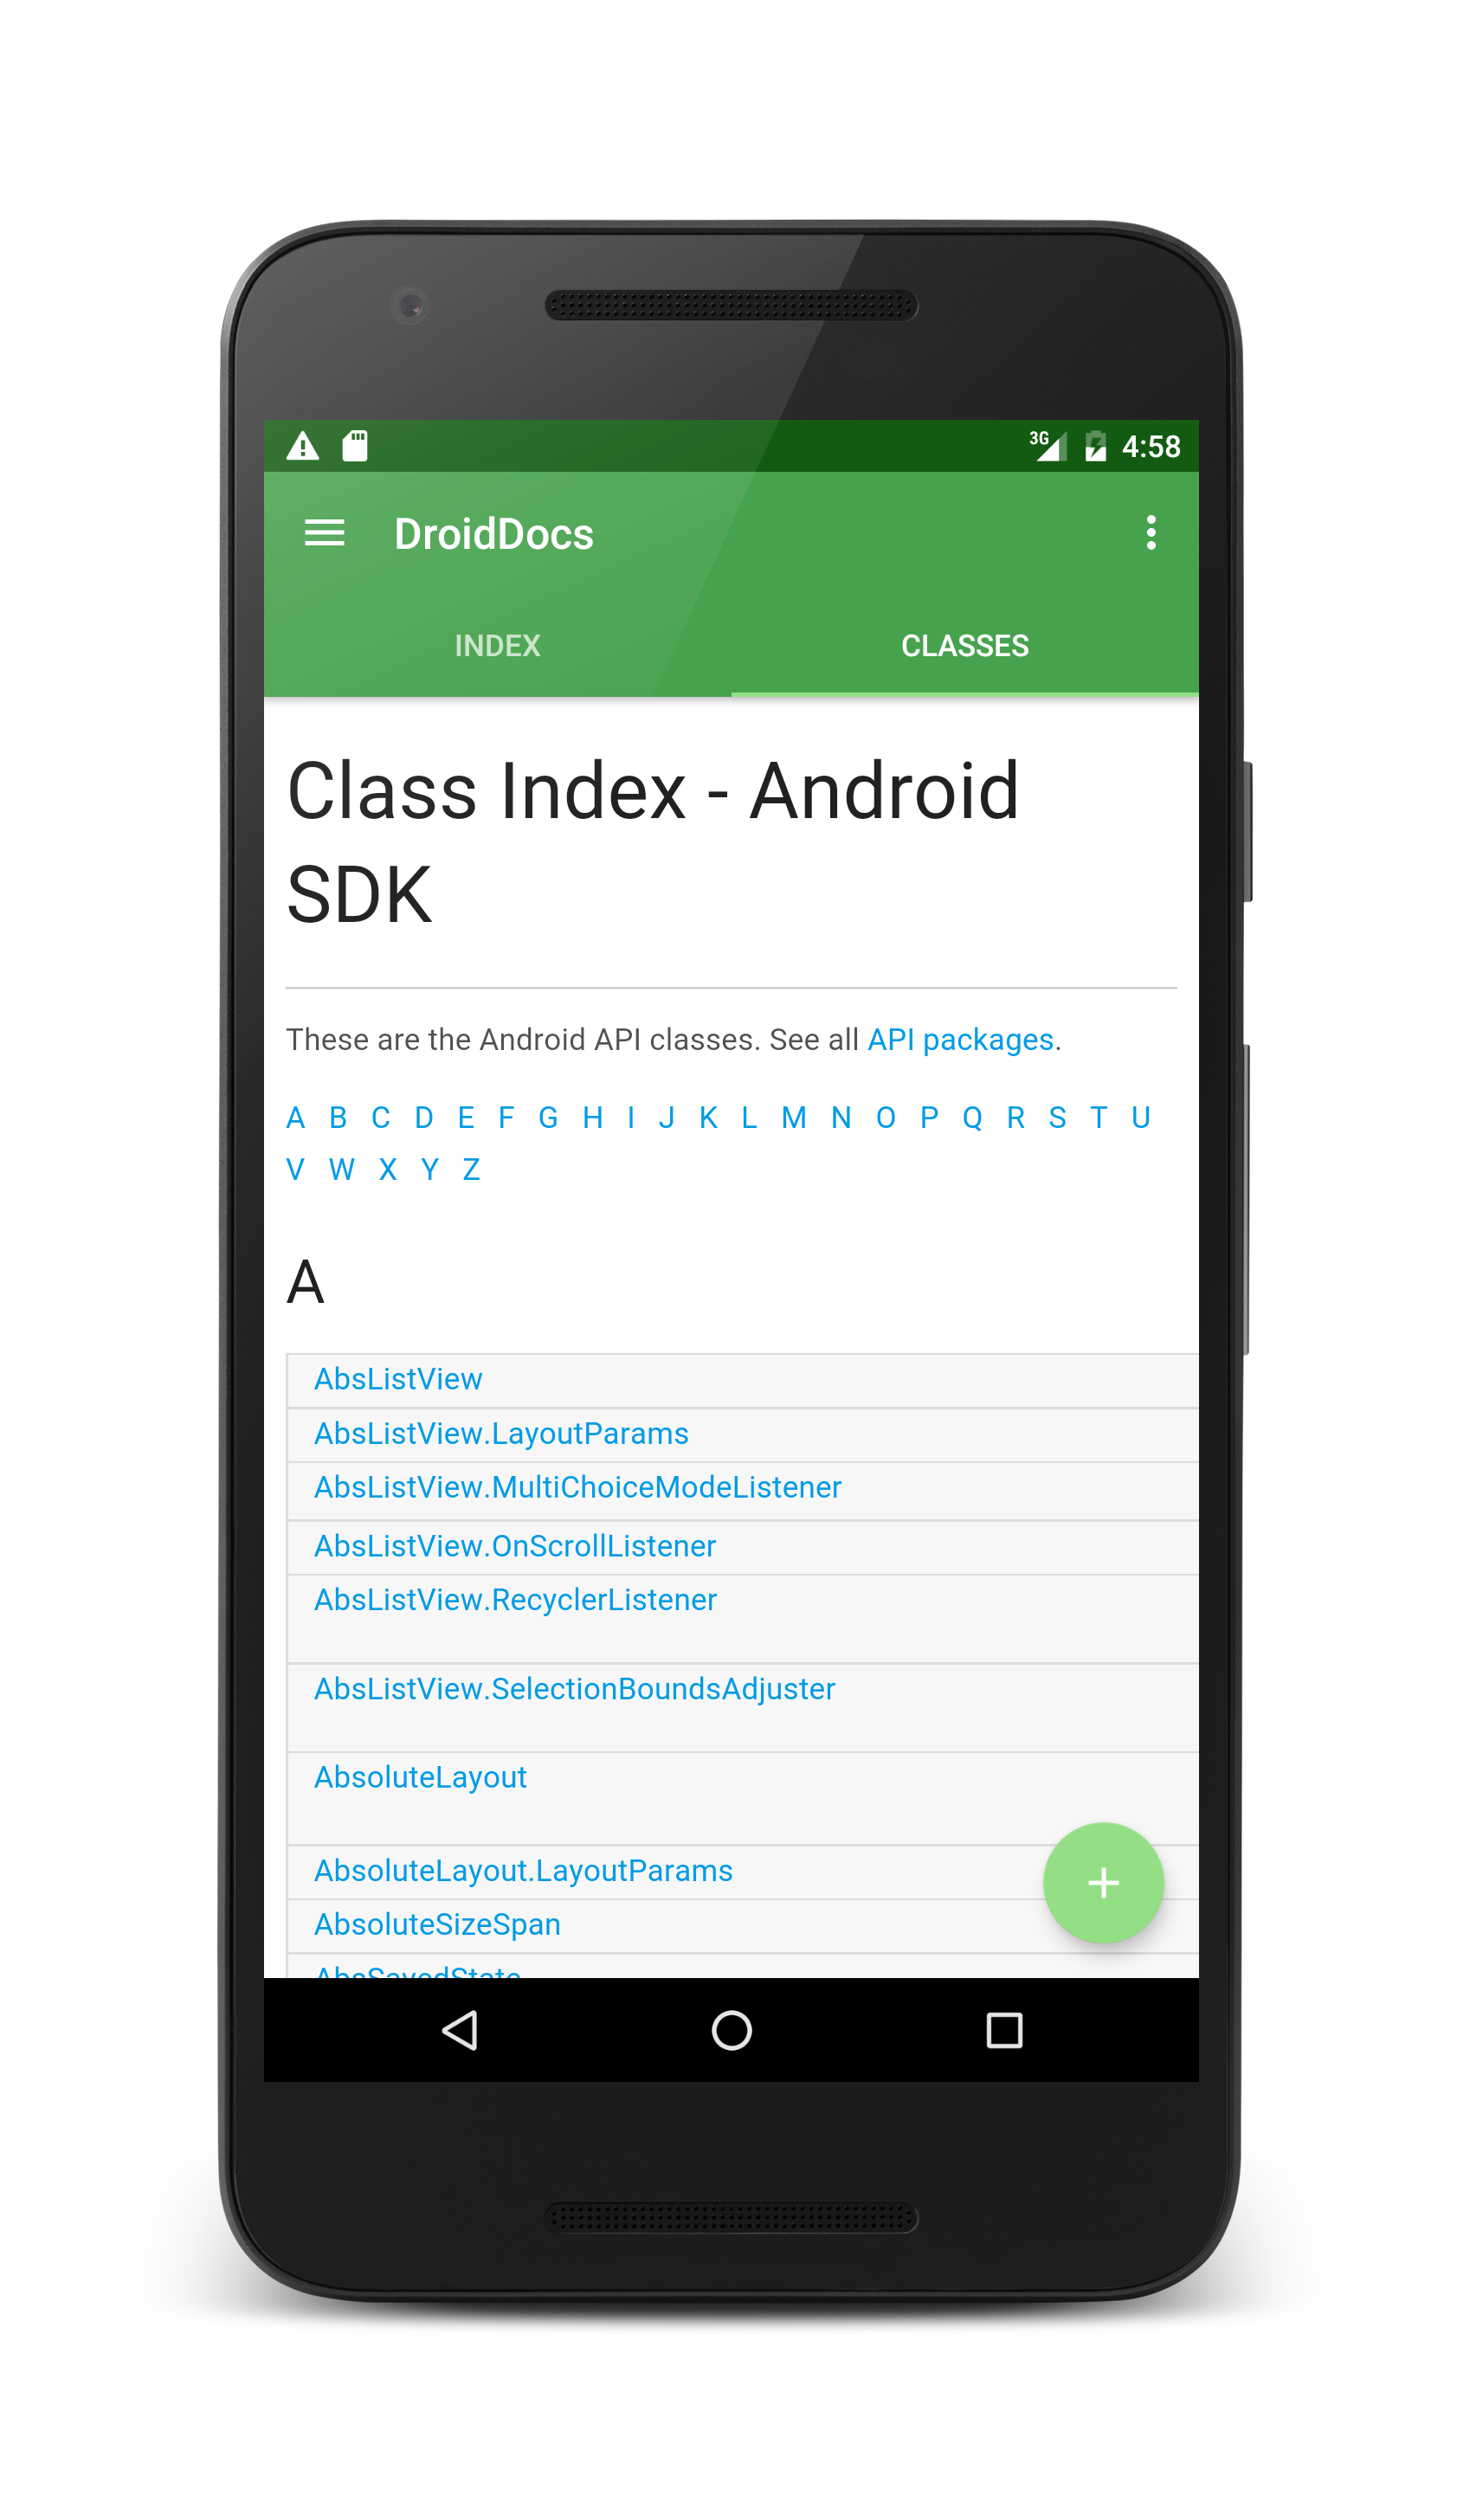 3G 4:58
DroidDocs
INDEX CLASSES
Class Index - Android
SDK
These are the Android API classes. See all API packages.
A B C D E F G H I J K L M N O P Q R S T U
V W X Y Z
A
AbsListView
AbsListView.LayoutParams
AbsListView.MultiChoiceModeListener
AbsListView.OnScrollListener
AbsListView.RecyclerListener
AbsListView.SelectionBoundsAdjuster
AbsoluteLayout
AbsoluteLayout.LayoutParams
AbsoluteSizeSpan
AbsSavedState